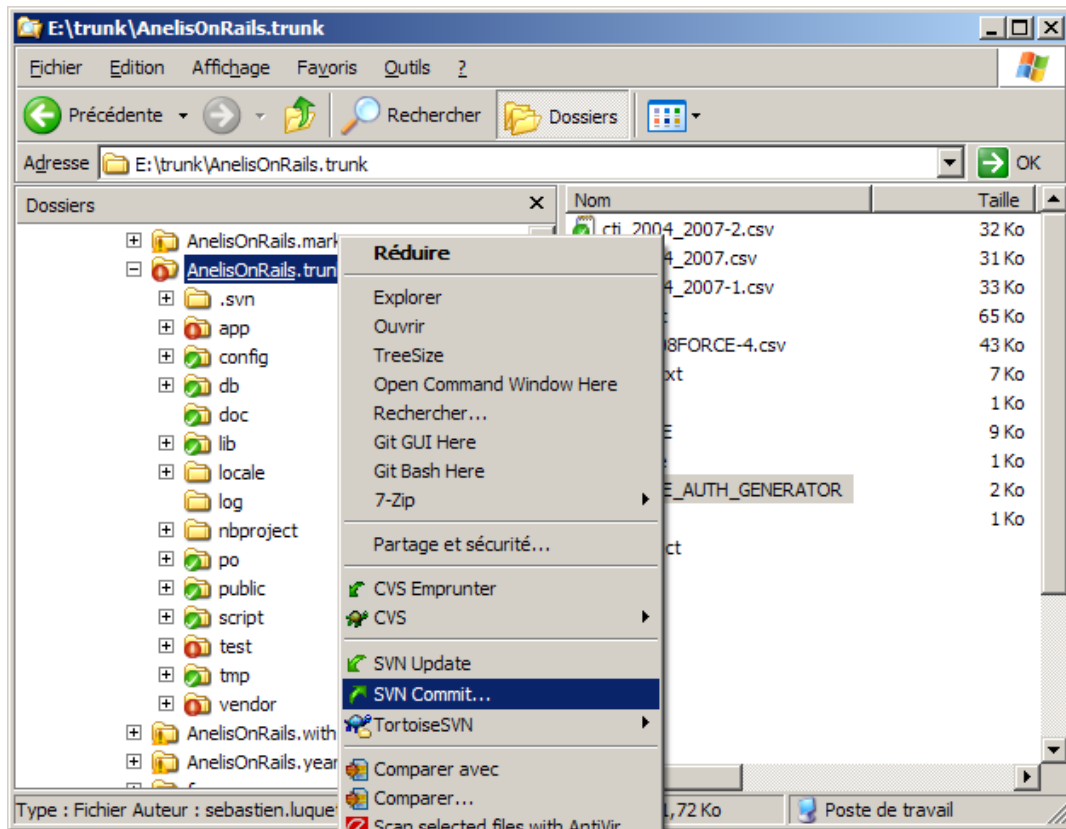 E:\trunk\AnelisOnRails.trunk
Fichier Edition Affichage Favoris Outils ?
Précédente Rechercher Dossiers
Adresse E:\trunk\AnelisOnRails.trunk OK
Dossiers
AnelisOnRails.mark
AnelisOnRails.trun
.svn
app
config
db
doc
lib
locale
log
nbproject
po
public
script
test
tmp
vendor
AnelisOnRails.with
AnelisOnRails.year
Réduire
Explorer
Ouvrir
TreeSize
Open Command Window Here
Rechercher...
Git GUI Here
Git Bash Here
7-Zip
Partage et sécurité...
CVS Emprunter
CVS
SVN Update
SVN Commit...
TortoiseSVN
Comparer avec
Comparer...
Scan selected files with AntiVir
Nom Taille
cti_2004_2007-2.csv 32 Ko
4_2007.csv 31 Ko
4_2007-1.csv 33 Ko
65 Ko
8FORCE-4.csv 43 Ko
xt 7 Ko
1 Ko
E 9 Ko
1 Ko
E_AUTH_GENERATOR 2 Ko
1 Ko
ct
Type : Fichier Auteur : sebastien.luque 1,72 Ko Poste de travail